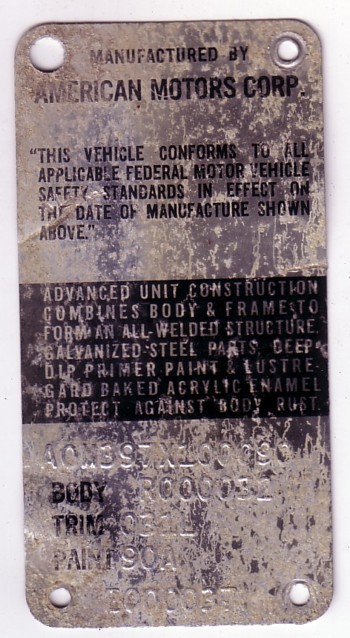 MANUFACTURED BY
AMERICAN MOTORS CORP.
"THIS VEHICLE CONFORMS TO ALL
APPLICABLE FEDERAL MOTOR VEHICLE
SAFETY STANDARDS IN EFFECT ON
THE DATE OF MANUFACTURE SHOWN
ABOVE."
ADVANCED UNIT CONSTRUCTION
COMBINES BODY & FRAME TO
FORM AN ALL-WELDED STRUCTURE.
GALVANIZED STEEL PARTS, DEEP
DIP PRIMER PAINT & LUSTRE-
GARD BAKED ACRYLIC ENAMEL
PROTECT AGAINST BODY RUST.
BODY
TRIM
PAINT 90A